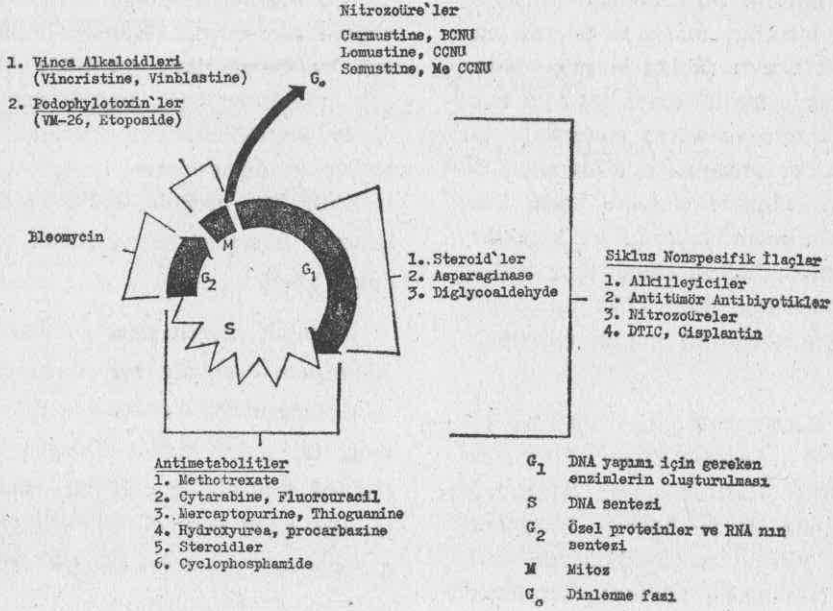 Nitrozoüre`ler
Carmustine, BCNU
Lomustine, CCNU
Semustine, Me CCNU
1. Vinca Alkaloidleri
(Vincristine, Vinblastine)
2. Podophylotoxin`ler
(VM-26, Etoposide)
G₀
Bleomycin
M
G₂
G₁
S
1. Steroid`ler
2. Asparaginase
3. Diglycoaldehyde
Siklus Nonspesifik İlaçlar
1. Alkilleyiciler
2. Antitümör Antibiyotikler
3. Nitrozoüreler
4. DTIC, Cisplantin
Antimetabolitler
1. Methotrexate
2. Cytarabine, Fluorouracil
3. Mercaptopurine, Thioguanine
4. Hydroxyurea, procarbazine
5. Steroidler
6. Cyclophosphamide
G₁ DNA yapımı için gereken
enzimlerin oluşturulması
S DNA sentezi
G₂ Özel proteinler ve RNA nın
sentezi
M Mitoz
G₀ Dinlenme fazı